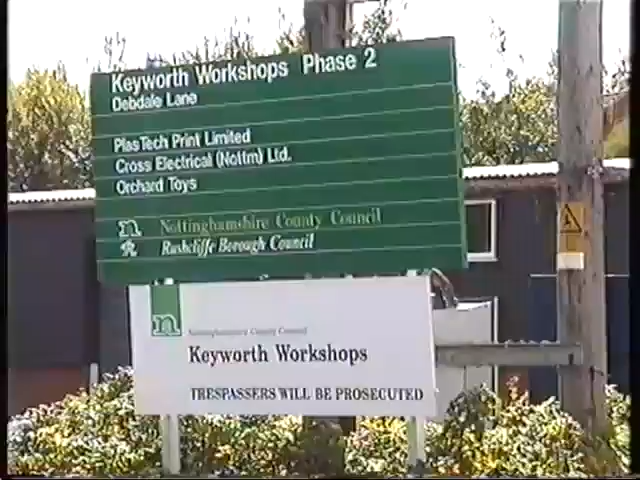 Keyworth Workshops Phase 2
Debdale Lane
PlasTech Print Limited
Cross Electrical (Nottm) Ltd.
Orchard Toys
n Nottinghamshire County Council
R Rushcliffe Borough Council
n
Nottinghamshire County Council
Keyworth Workshops
TRESPASSERS WILL BE PROSECUTED